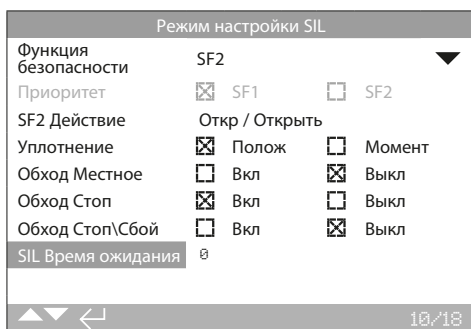 Режим настройки SIL
Функция
безопасности SF2
Приоритет SF1 SF2
SF2 Действие Откр / Открыть
Уплотнение Полож Момент
Обход Местное Вкл Выкл
Обход Стоп Вкл Выкл
Обход Стоп\Сбой Вкл Выкл
SIL Время ожидания 0
10/18